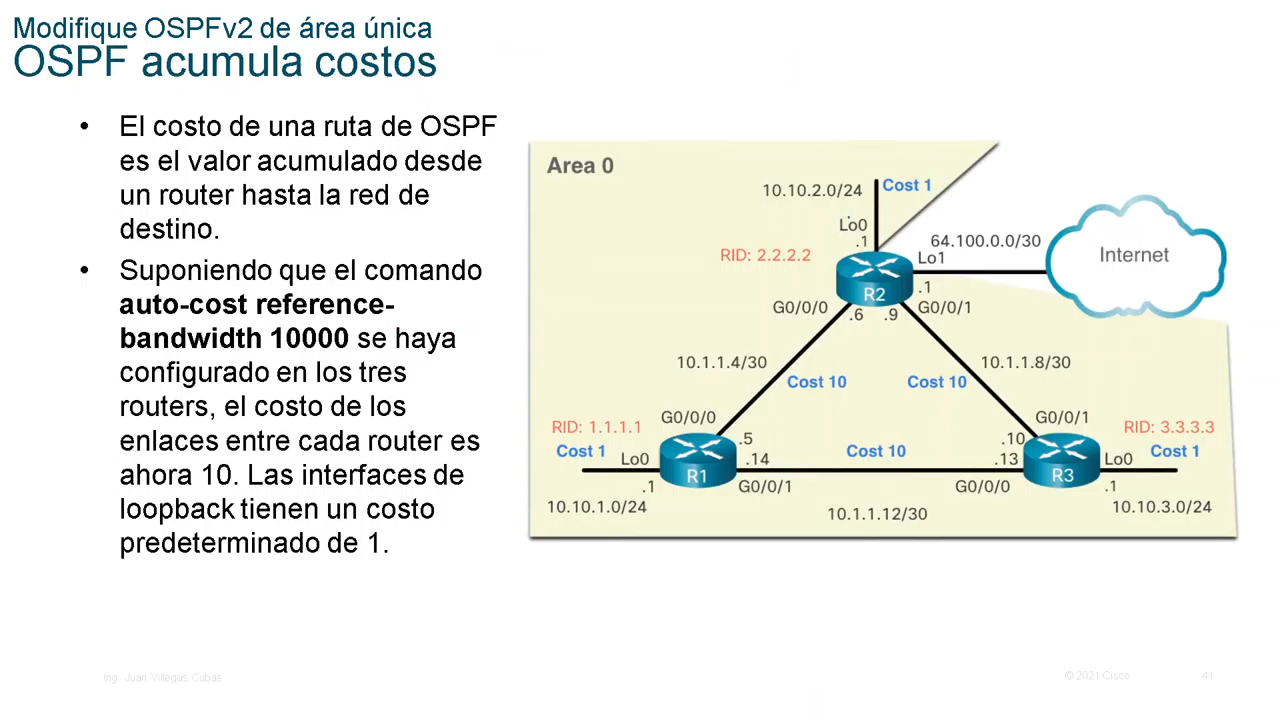 Modifique OSPFv2 de área única
OSPF acumula costos
• El costo de una ruta de OSPF
es el valor acumulado desde
un router hasta la red de
destino.
• Suponiendo que el comando
auto-cost reference-
bandwidth 10000 se haya
configurado en los tres
routers, el costo de los
enlaces entre cada router es
ahora 10. Las interfaces de
loopback tienen un costo
predeterminado de 1.
Area 0
10.10.2.0/24
Cost 1
Lo0
.1
RID: 2.2.2.2
64.100.0.0/30
Lo1
Internet
R2
.1
G0/0/0
.6
.9
G0/0/1
10.1.1.4/30
10.1.1.8/30
Cost 10
Cost 10
RID: 1.1.1.1
G0/0/0
G0/0/1
RID: 3.3.3.3
Cost 1
Lo0
.5
.14
Cost 10
.10
.13
Lo0
Cost 1
R1
R3
.1
G0/0/1
G0/0/0
.1
10.10.1.0/24
10.1.1.12/30
10.10.3.0/24
Ing. Juan Villegas Cubas
© 2021 Cisco
41